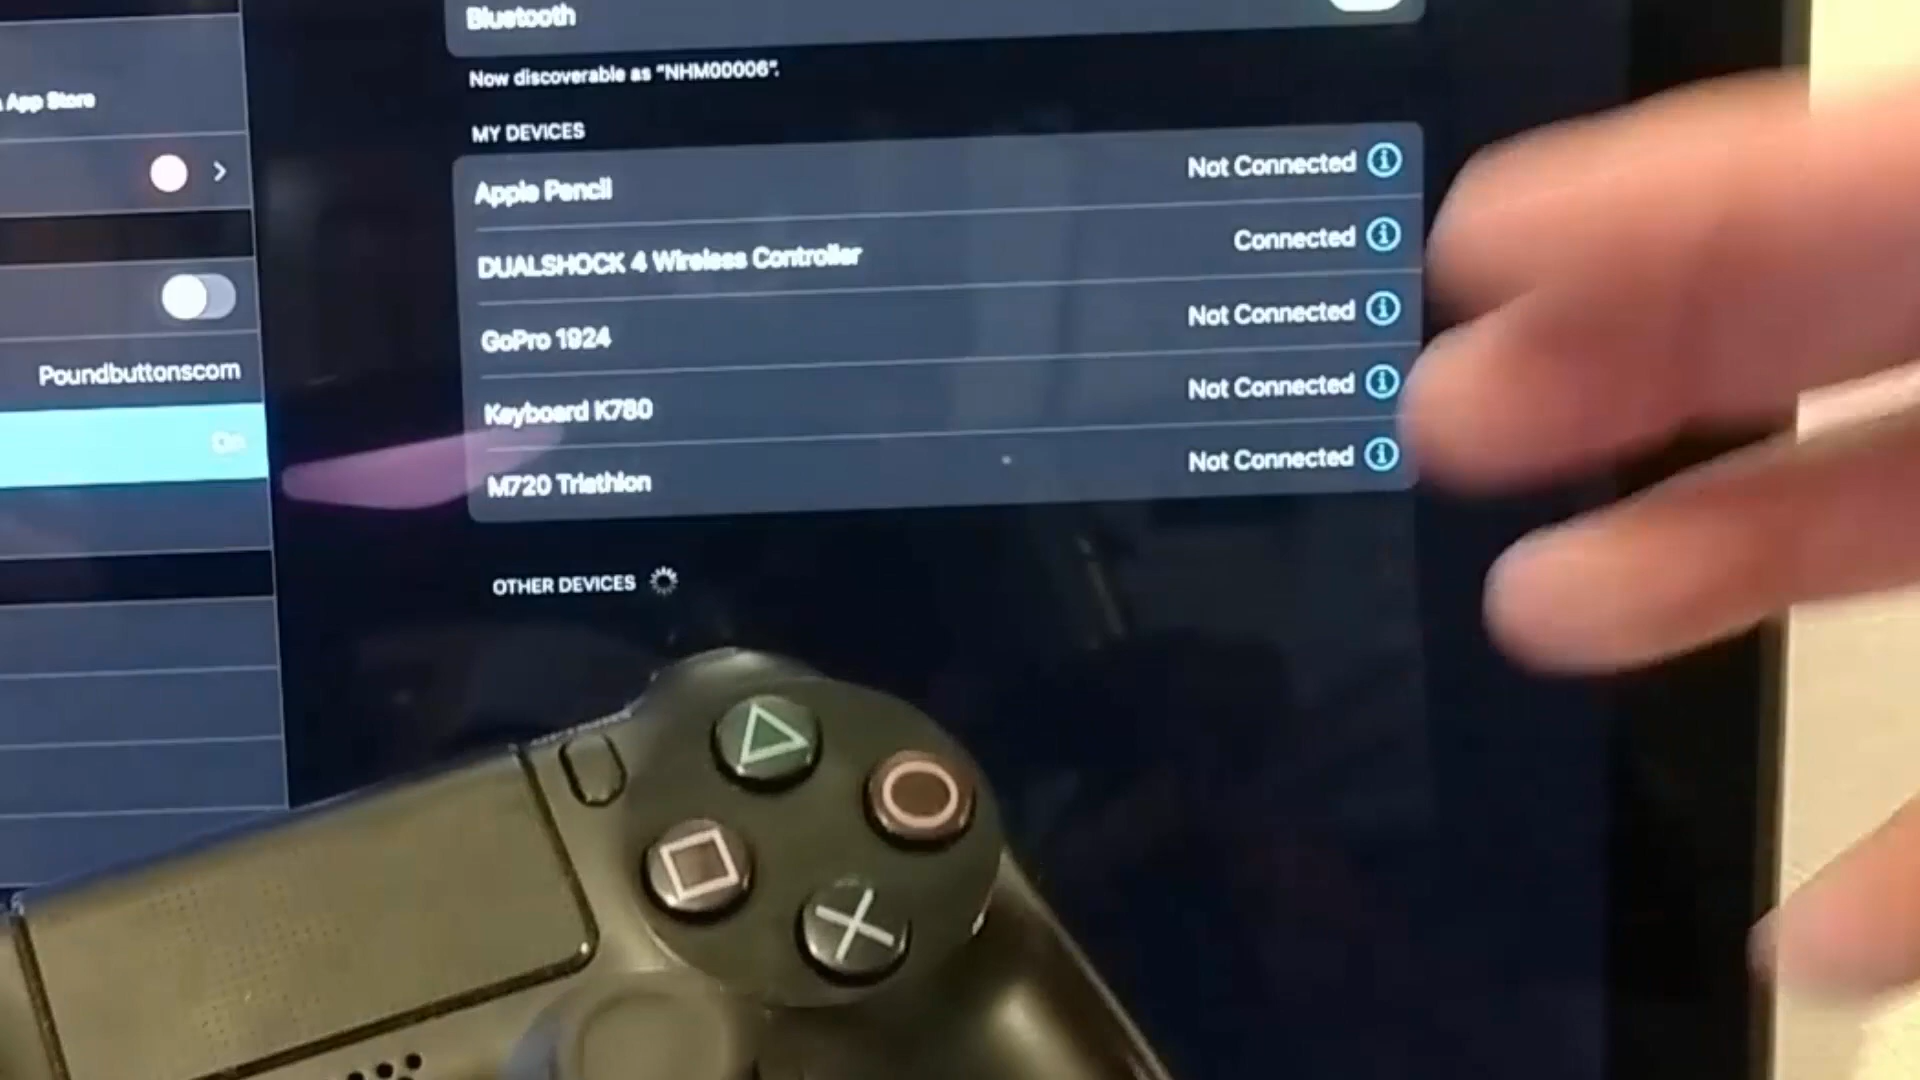 App Store
Poundbuttonscom
On
Bluetooth
Now discoverable as "NHM00006".
MY DEVICES
Apple Pencil Not Connected
DUALSHOCK 4 Wireless Controller Connected
GoPro 1924 Not Connected
Keyboard K780 Not Connected
M720 Triathlon Not Connected
OTHER DEVICES